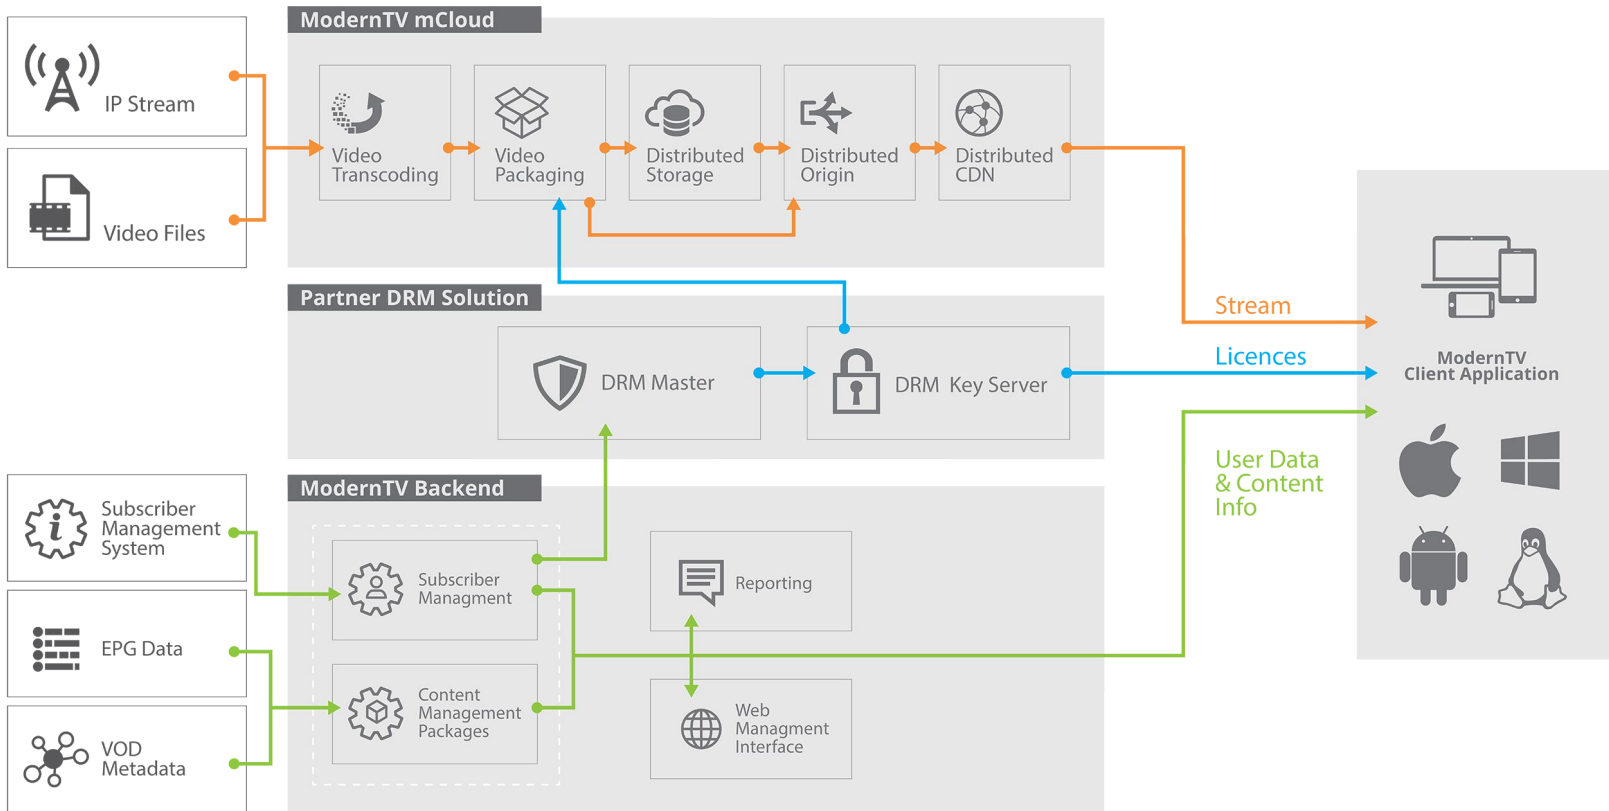 ModernTV mCloud
IP Stream
Video Files
Video
Transcoding
Video
Packaging
Distributed
Storage
Distributed
Origin
Distributed
CDN
Partner DRM Solution
DRM Master
DRM Key Server
Stream
Licences
User Data
& Content
Info
ModernTV
Client Application
ModernTV Backend
Subscriber
Management
System
EPG Data
VOD
Metadata
Subscriber
Managment
Content
Management
Packages
Reporting
Web
Managment
Interface